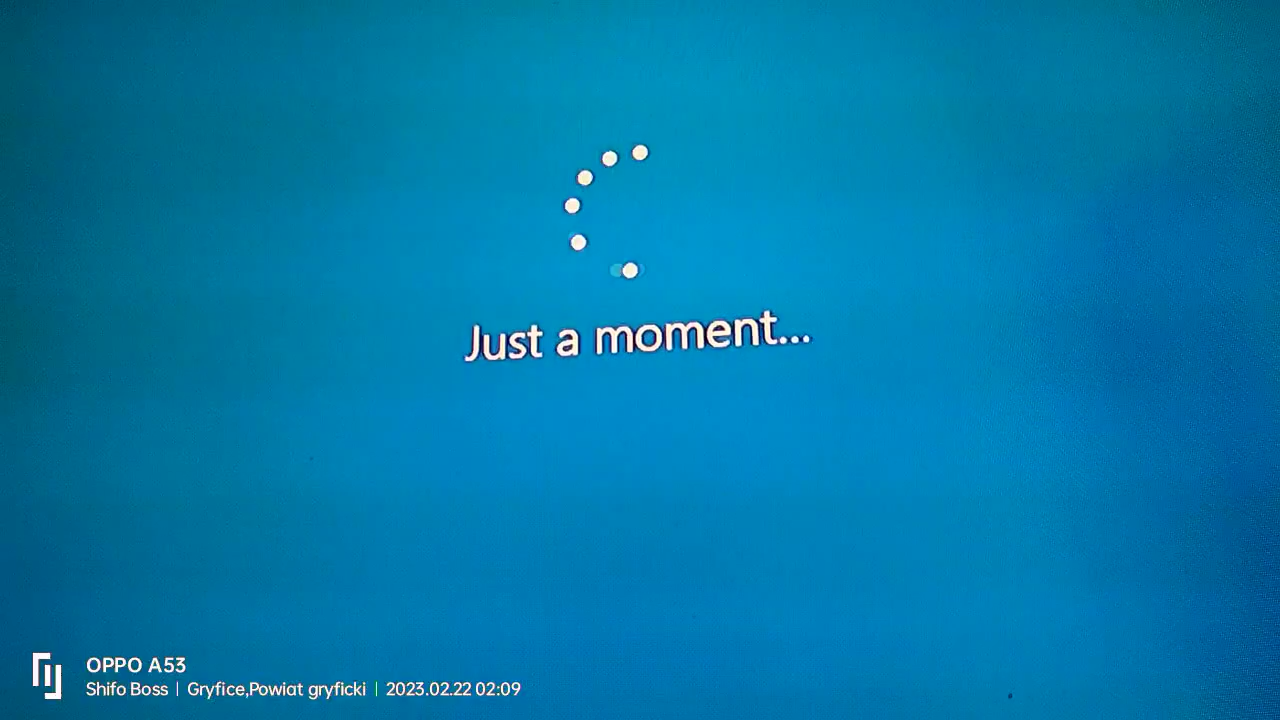 Just a moment...
OPPO A53
Shifo Boss | Gryfice,Powiat gryficki | 2023.02.22 02:09